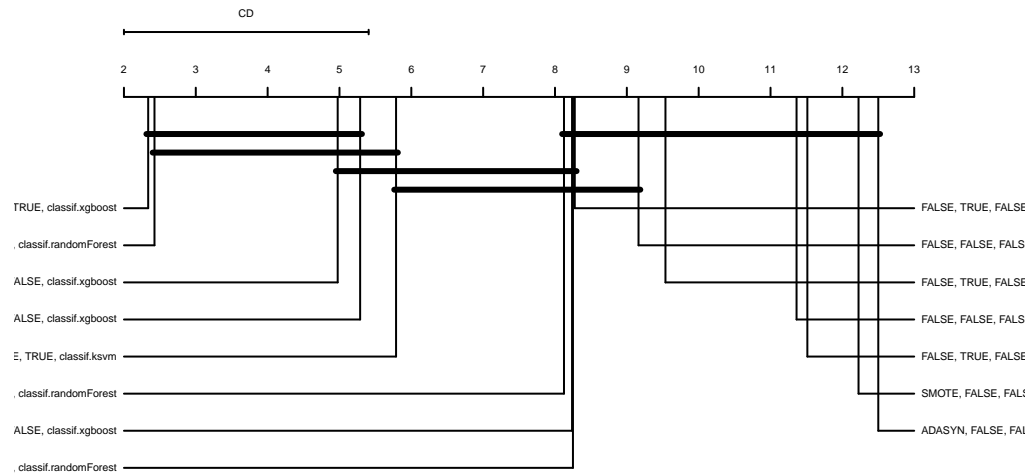 CD
2 3 4 5 6 7 8 9 10 11 12 13
TRUE, classif.xgboost
, classif.randomForest
ALSE, classif.xgboost
ALSE, classif.xgboost
E, TRUE, classif.ksvm
, classif.randomForest
ALSE, classif.xgboost
, classif.randomForest
FALSE, TRUE, FALSE
FALSE, FALSE, FALS
FALSE, TRUE, FALSE
FALSE, FALSE, FALS
FALSE, TRUE, FALSE
SMOTE, FALSE, FALS
ADASYN, FALSE, FAL